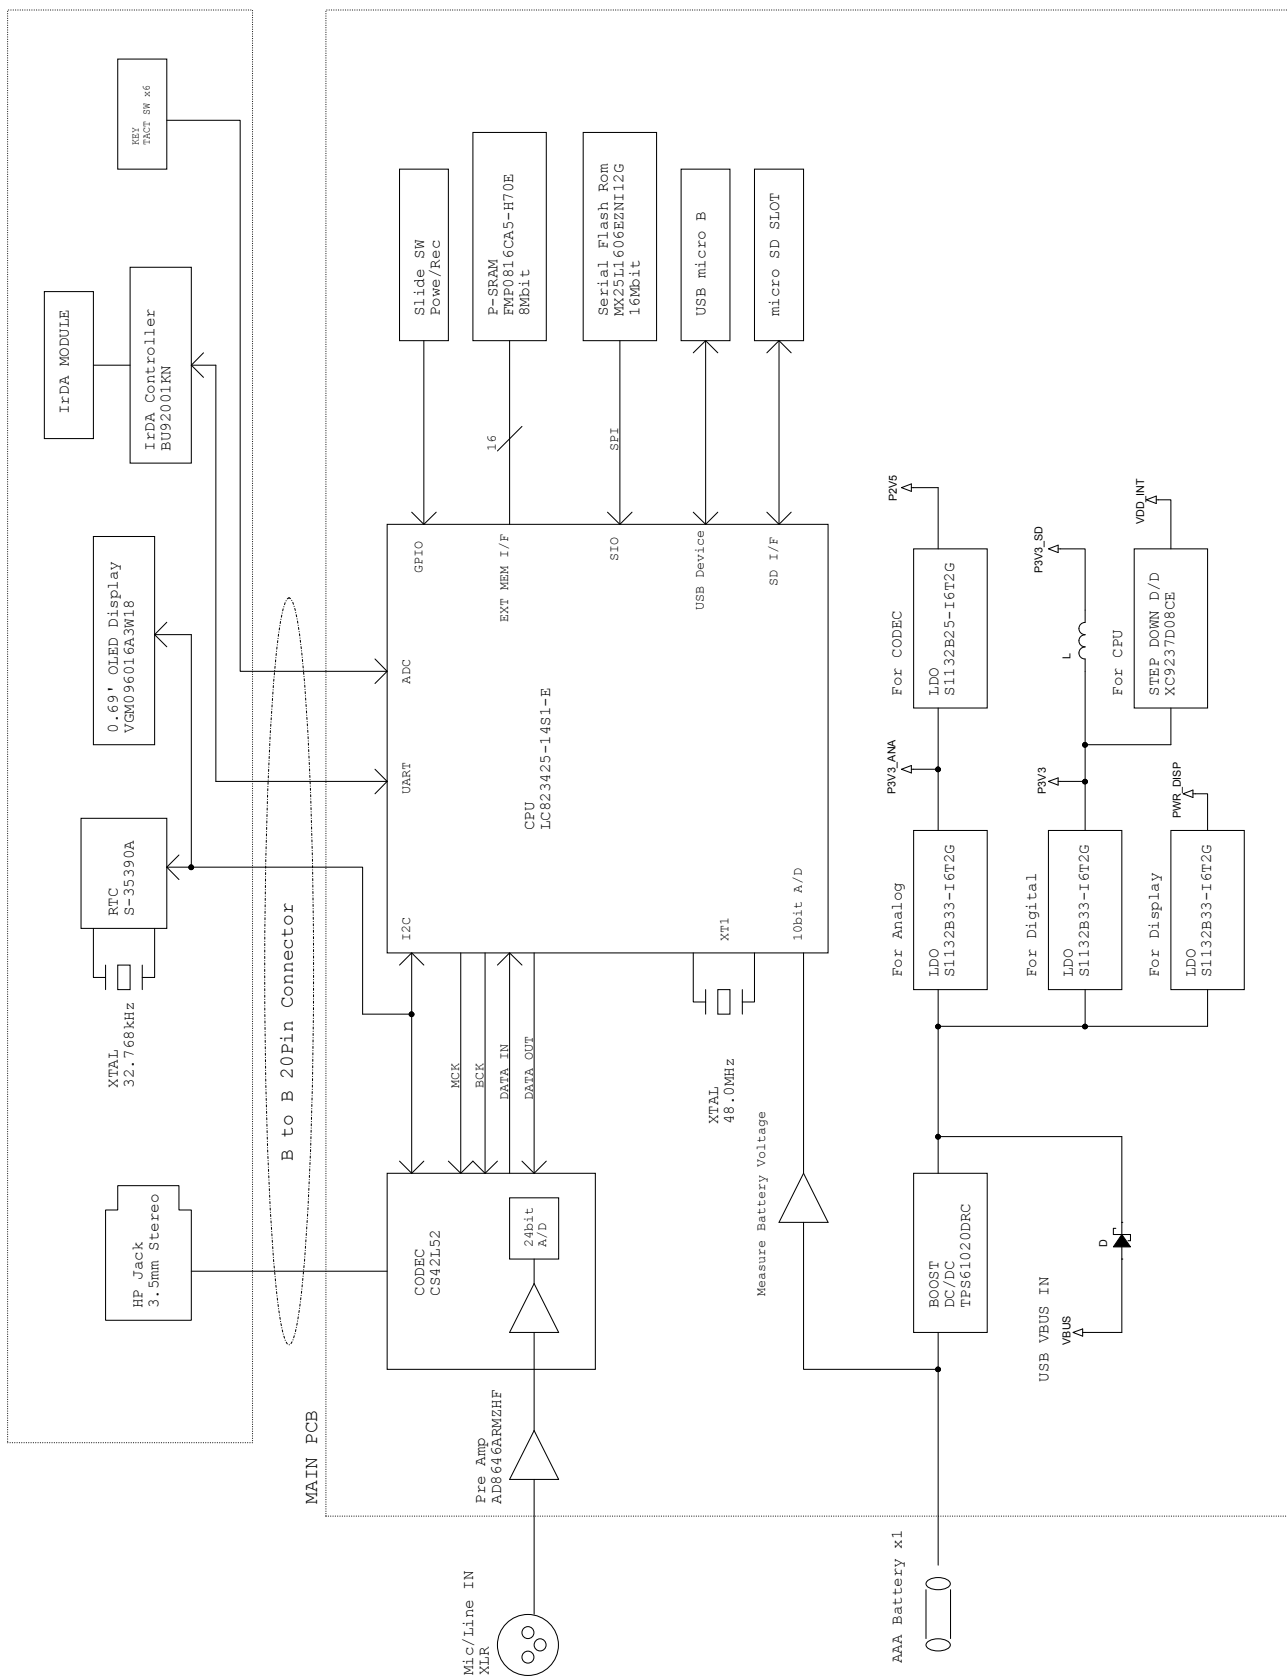 KEY
TACT SW x6
IrDA MODULE
IrDA Controller
BU92001KN
0.69' OLED Display
VGM096016A3W18
RTC
S-35390A
XTAL
32.768kHz
HP Jack
3.5mm Stereo
B to B 20Pin Connector
MAIN PCB
Slide SW
Powe/Rec
P-SRAM
FMP0816CA5-H70E
8Mbit
Serial Flash Rom
MX25L1606EZNI12G
16Mbit
USB micro B
micro SD SLOT
16
SPI
GPIO
EXT MEM I/F
SIO
USB Device
SD I/F
ADC
UART
I2C
CPU
LC823425-14S1-E
XT1
10bit A/D
MCK
BCK
DATA IN
DATA OUT
XTAL
48.0MHz
CODEC
CS42L52
24bit
A/D
Pre Amp
AD8646ARMZHF
Mic/Line IN
XLR
Measure Battery Voltage
AAA Battery x1
BOOST
DC/DC
TPS61020DRC
USB VBUS IN
VBUS
D
For Analog
LDO
S1132B33-I6T2G
P3V3_ANA
For CODEC
LDO
S1132B25-I6T2G
P2V5
For Digital
LDO
S1132B33-I6T2G
P3V3
L
P3V3_SD
For Display
LDO
S1132B33-I6T2G
PWR_DISP
For CPU
STEP DOWN D/D
XC9237D08CE
VDD_INT